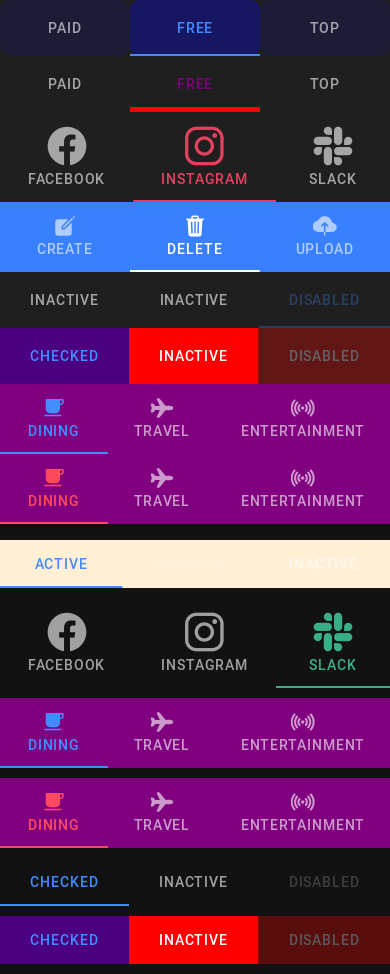 PAID FREE TOP
PAID FREE TOP
FACEBOOK INSTAGRAM SLACK
CREATE DELETE UPLOAD
INACTIVE INACTIVE DISABLED
CHECKED INACTIVE DISABLED
DINING TRAVEL ENTERTAINMENT
DINING TRAVEL ENTERTAINMENT
ACTIVE INACTIVE
FACEBOOK INSTAGRAM SLACK
DINING TRAVEL ENTERTAINMENT
DINING TRAVEL ENTERTAINMENT
CHECKED INACTIVE DISABLED
CHECKED INACTIVE DISABLED